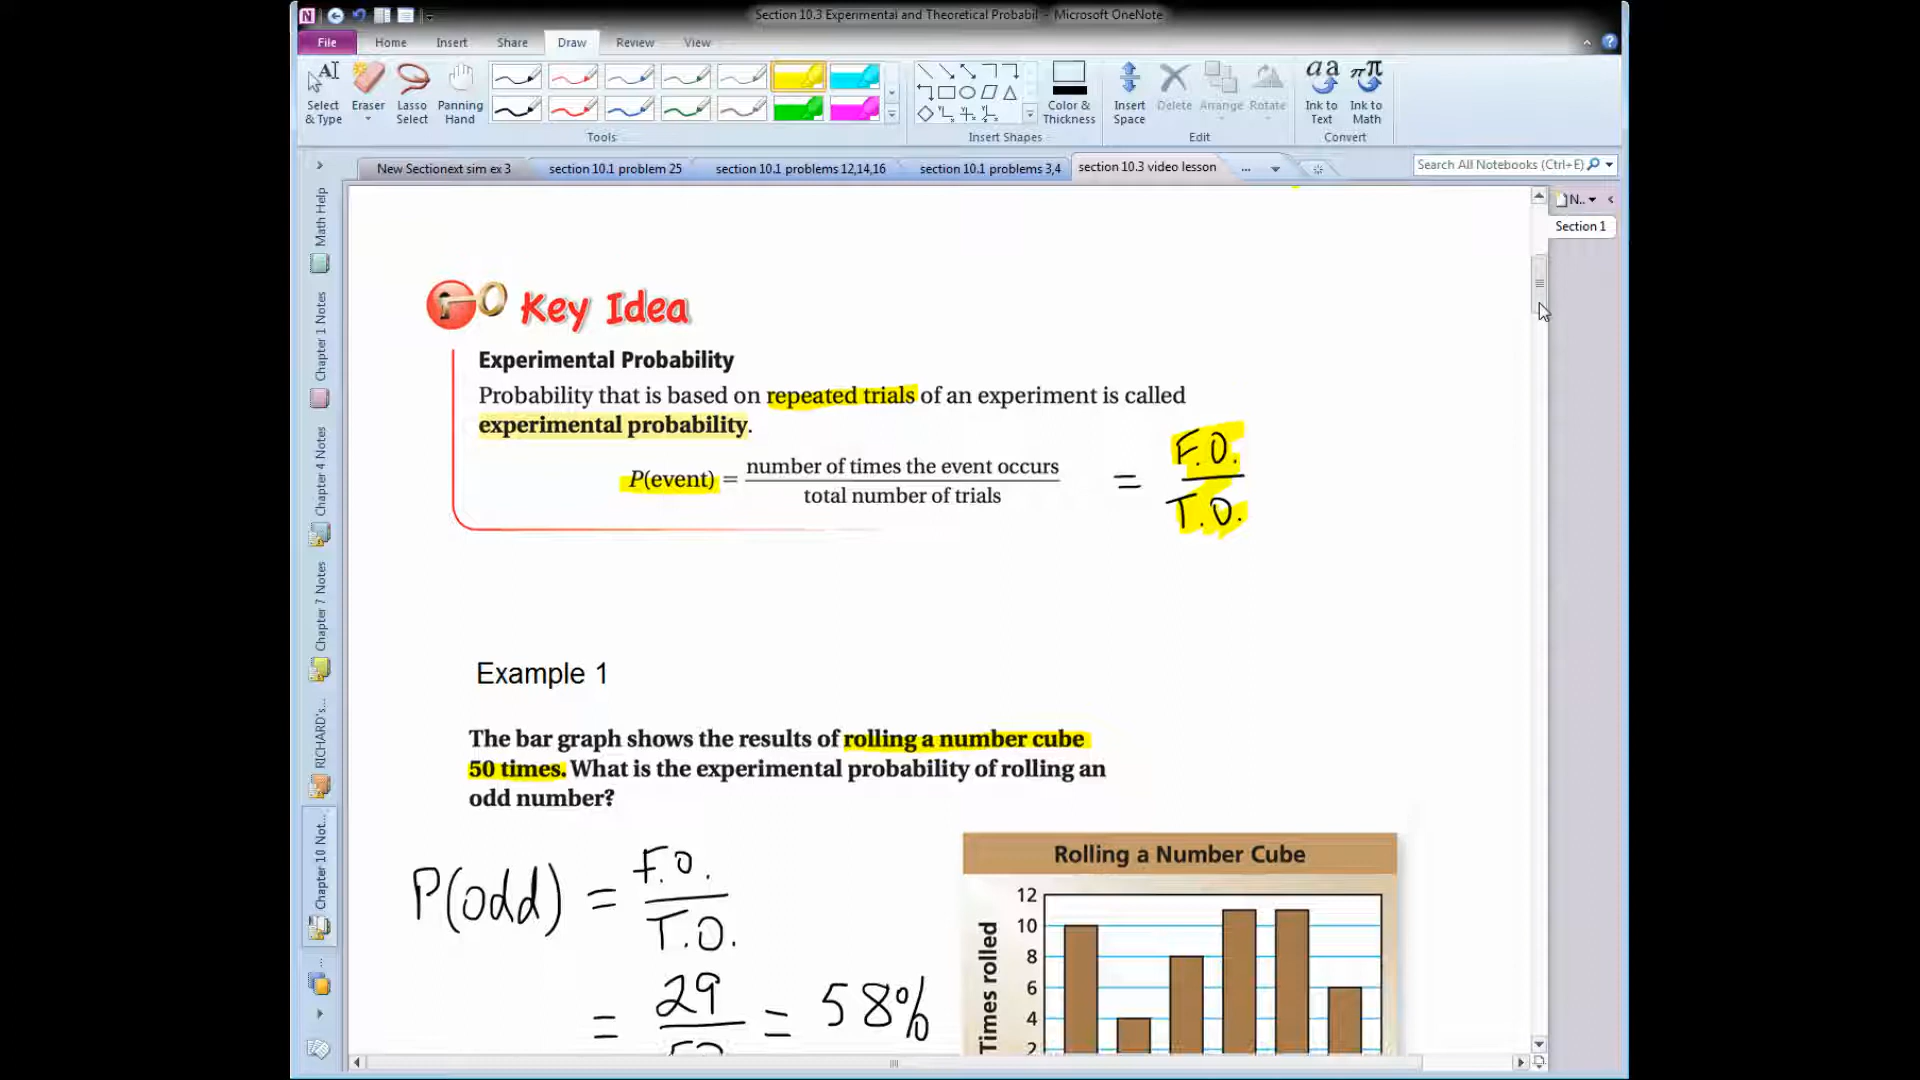 Section 10.3 Experimental and Theoretical Probabil - Microsoft OneNote
File Home Insert Share Draw Review View
Select & Type
Eraser
Lasso Select
Panning Hand
Color & Thickness
Insert Space
Delete
Arrange
Rotate
Ink to Text
Ink to Math
Tools
Insert Shapes
Edit
Convert
New Sectionext sim ex 3
section 10.1 problem 25
section 10.1 problems 12,14,16
section 10.1 problems 3,4
section 10.3 video lesson
...
Search All Notebooks (Ctrl+E)
N..
Section 1
Math Help
Chapter 1 Notes
Chapter 4 Notes
Chapter 7 Notes
RICHARD's...
Chapter 10 Not...
Key Idea
Experimental Probability
Probability that is based on repeated trials of an experiment is called
experimental probability.
P(event) = number of times the event occurs / total number of trials = F.O. / T.O.
Example 1
The bar graph shows the results of rolling a number cube
50 times. What is the experimental probability of rolling an
odd number?
P(odd) = F.O. / T.O.
= 29 / 50 = 58%
Rolling a Number Cube
Times rolled
12
10
8
6
4
2